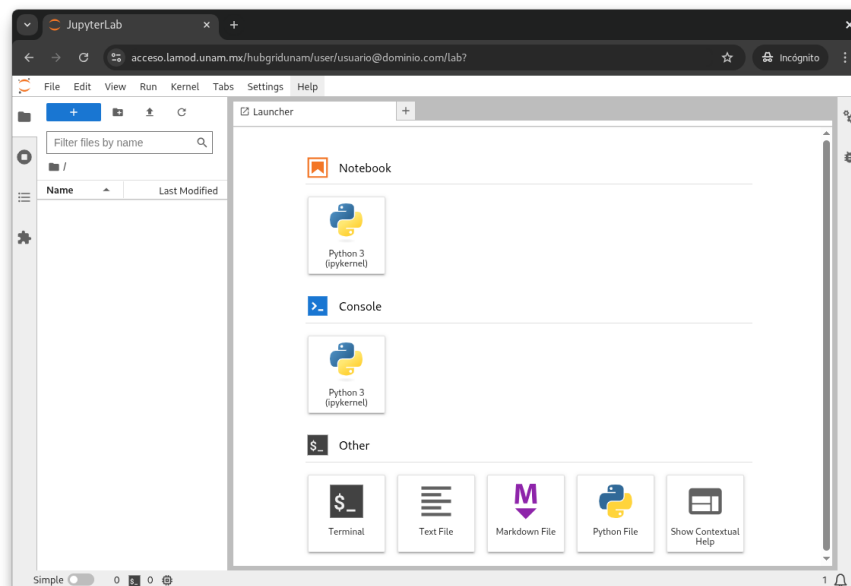 JupyterLab
acceso.lamod.unam.mx/hubgridunam/user/usuario@dominio.com/lab?
Incógnito
File Edit View Run Kernel Tabs Settings Help
+
Launcher
+
Filter files by name
/
Name
Last Modified
Notebook
Python 3
(ipykernel)
Console
Python 3
(ipykernel)
$_ Other
$_
Terminal
Text File
M
Markdown File
Python File
Show Contextual
Help
Simple
0 $_ 0
1